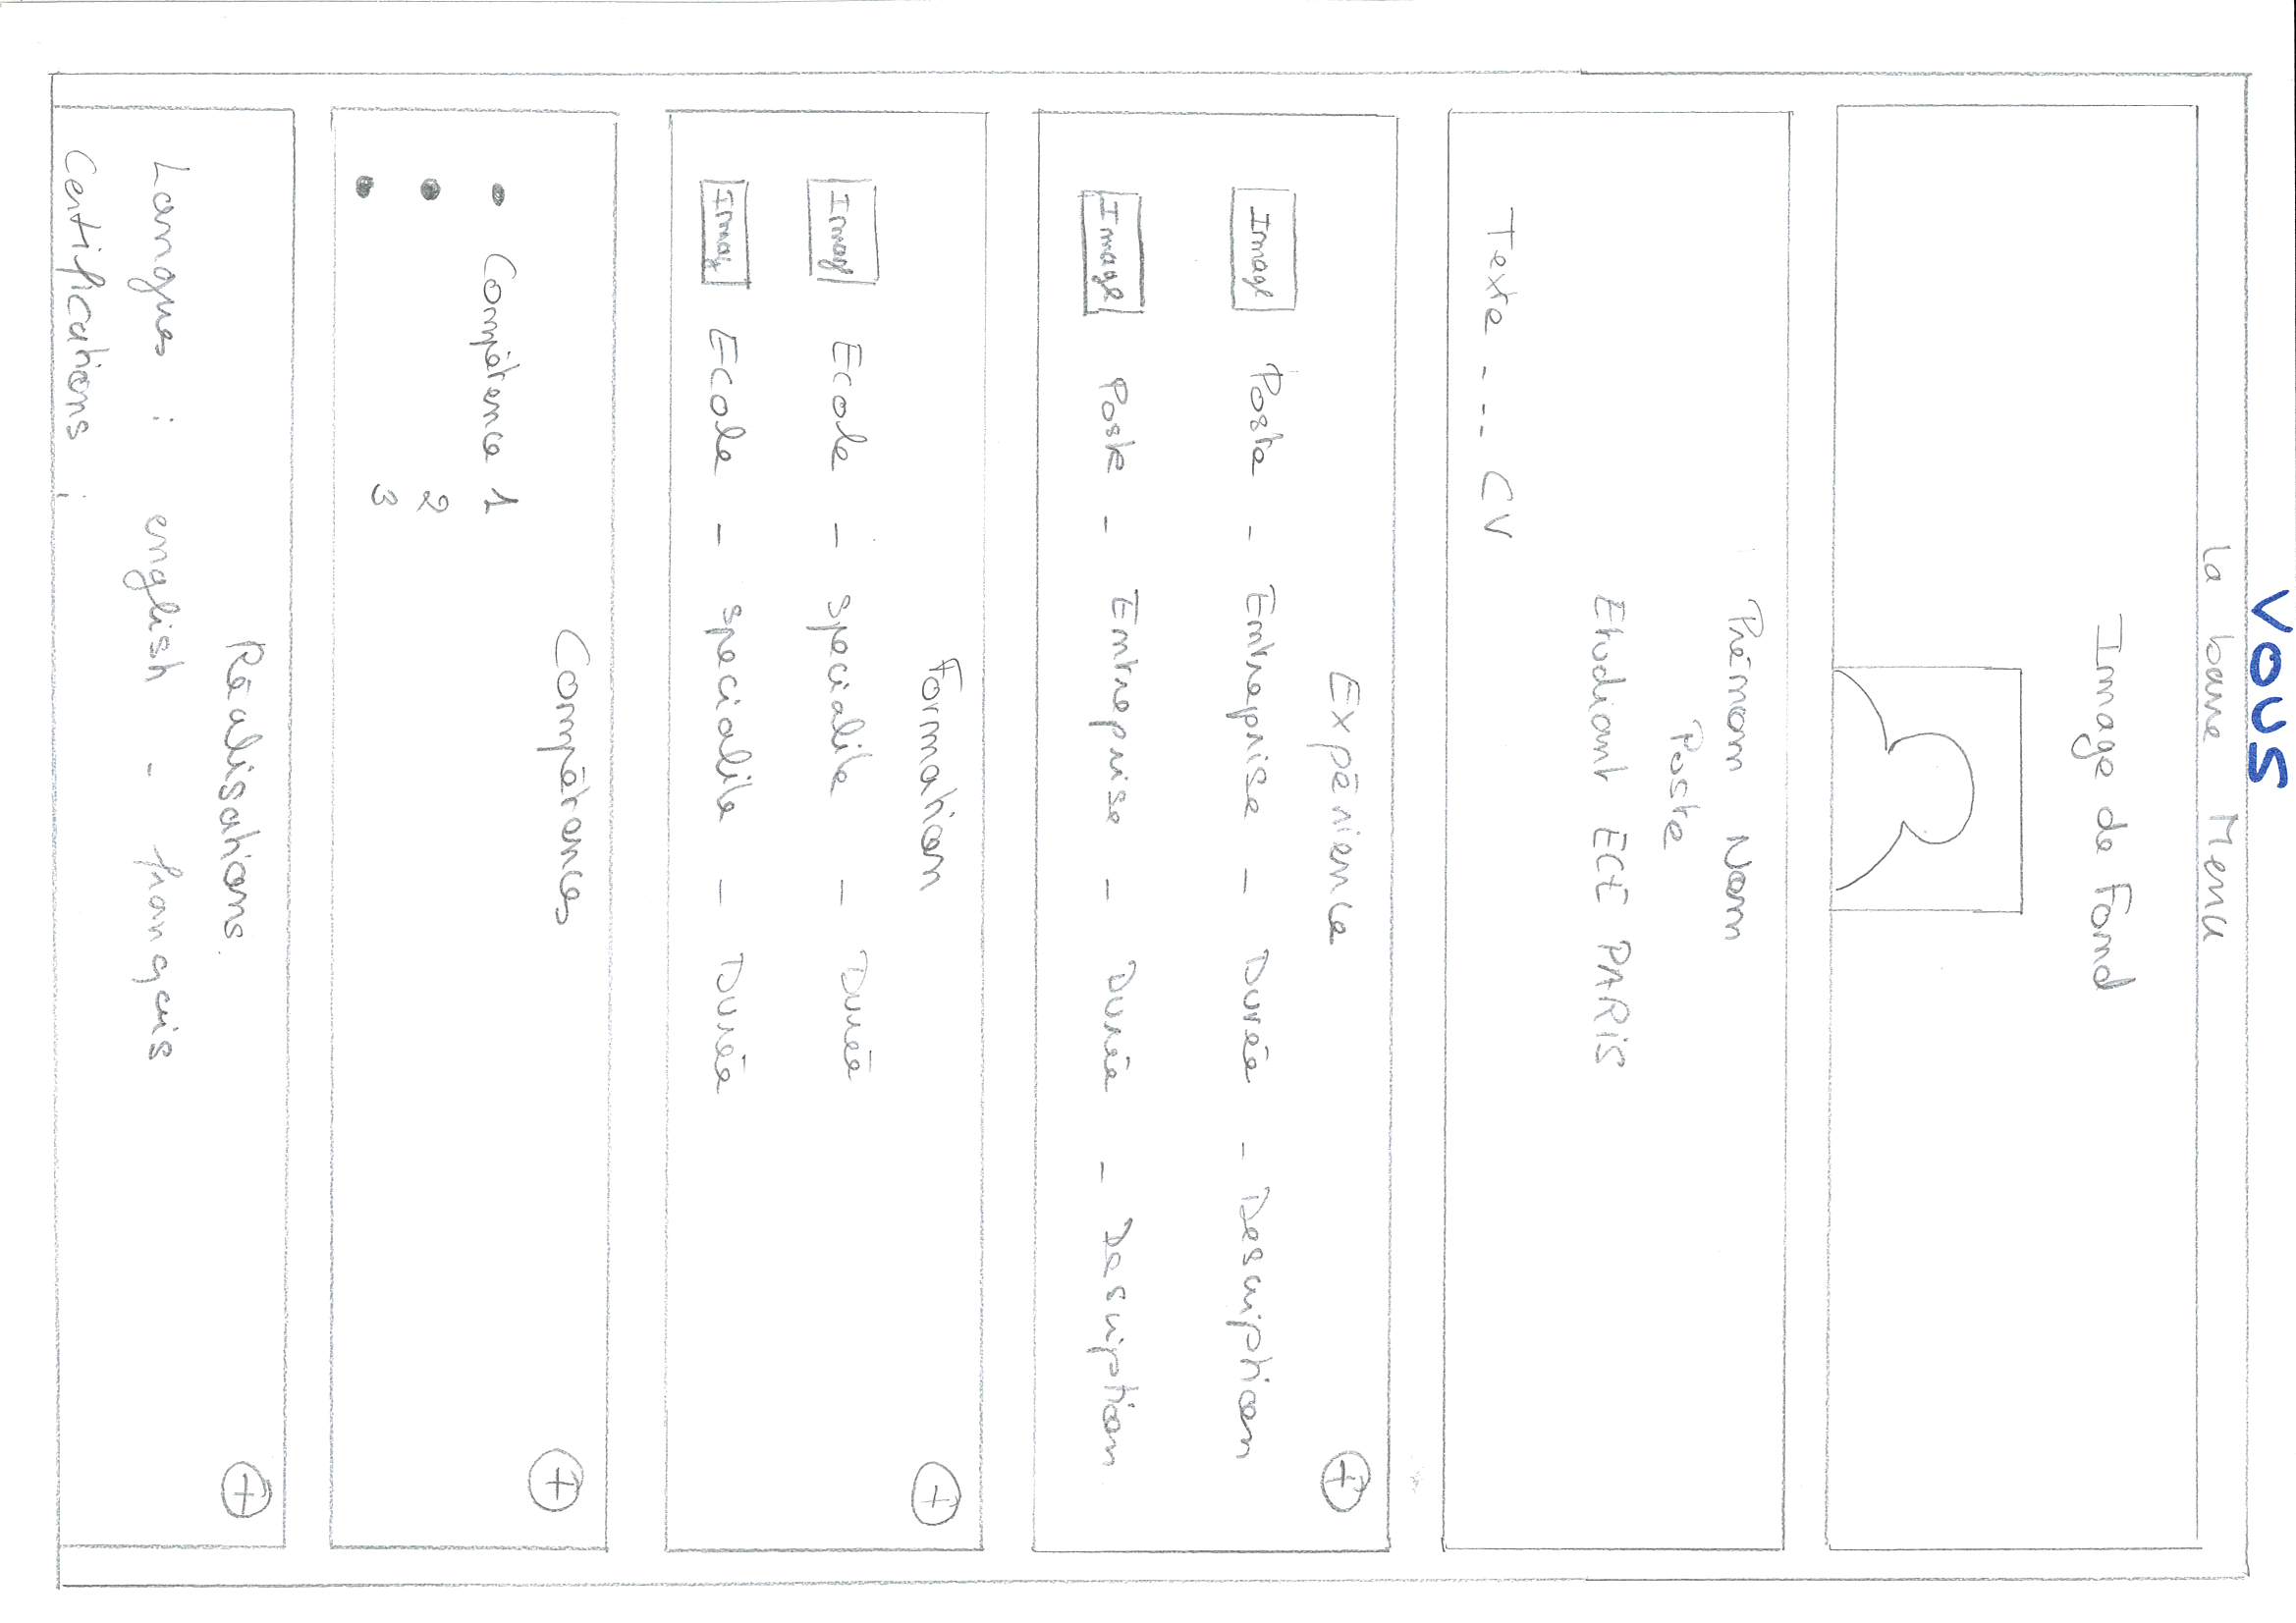 VOUS
La barre Menu
Image de Fond
Prénom Nom
Poste
Etudiant ECE PARIS
Texte _ _ _ CV
Expérience +
Image Poste - Entreprise - Durée - Description
Image Poste - Entreprise - Durée - Description
Formation +
Imag Ecole - specialite - Durée
Imag Ecole - specialite - Durée
Compétences +
• Compétence 1
• 2
• 3
Réalisations +
Langues : english - français
Certifications :